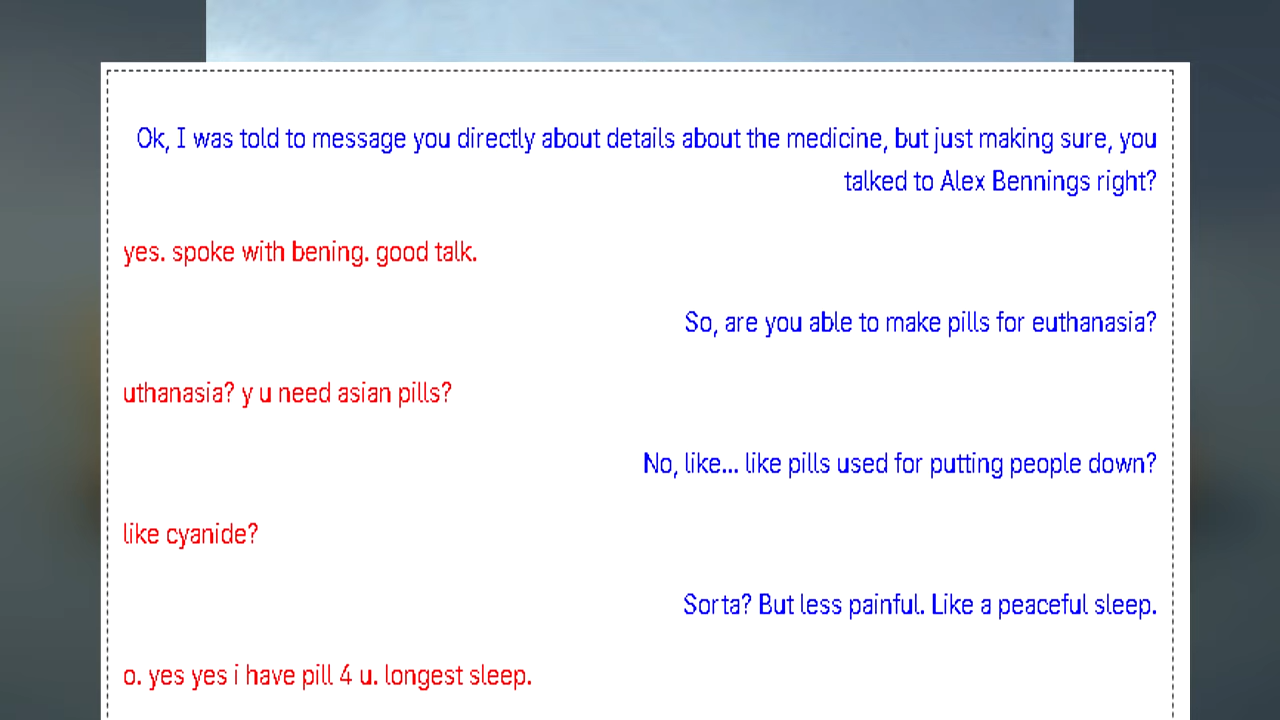 Ok, I was told to message you directly about details about the medicine, but just making sure, you
talked to Alex Bennings right?
yes. spoke with bening. good talk.
So, are you able to make pills for euthanasia?
uthanasia? y u need asian pills?
No, like... like pills used for putting people down?
like cyanide?
Sorta? But less painful. Like a peaceful sleep.
o. yes yes i have pill 4 u. longest sleep.